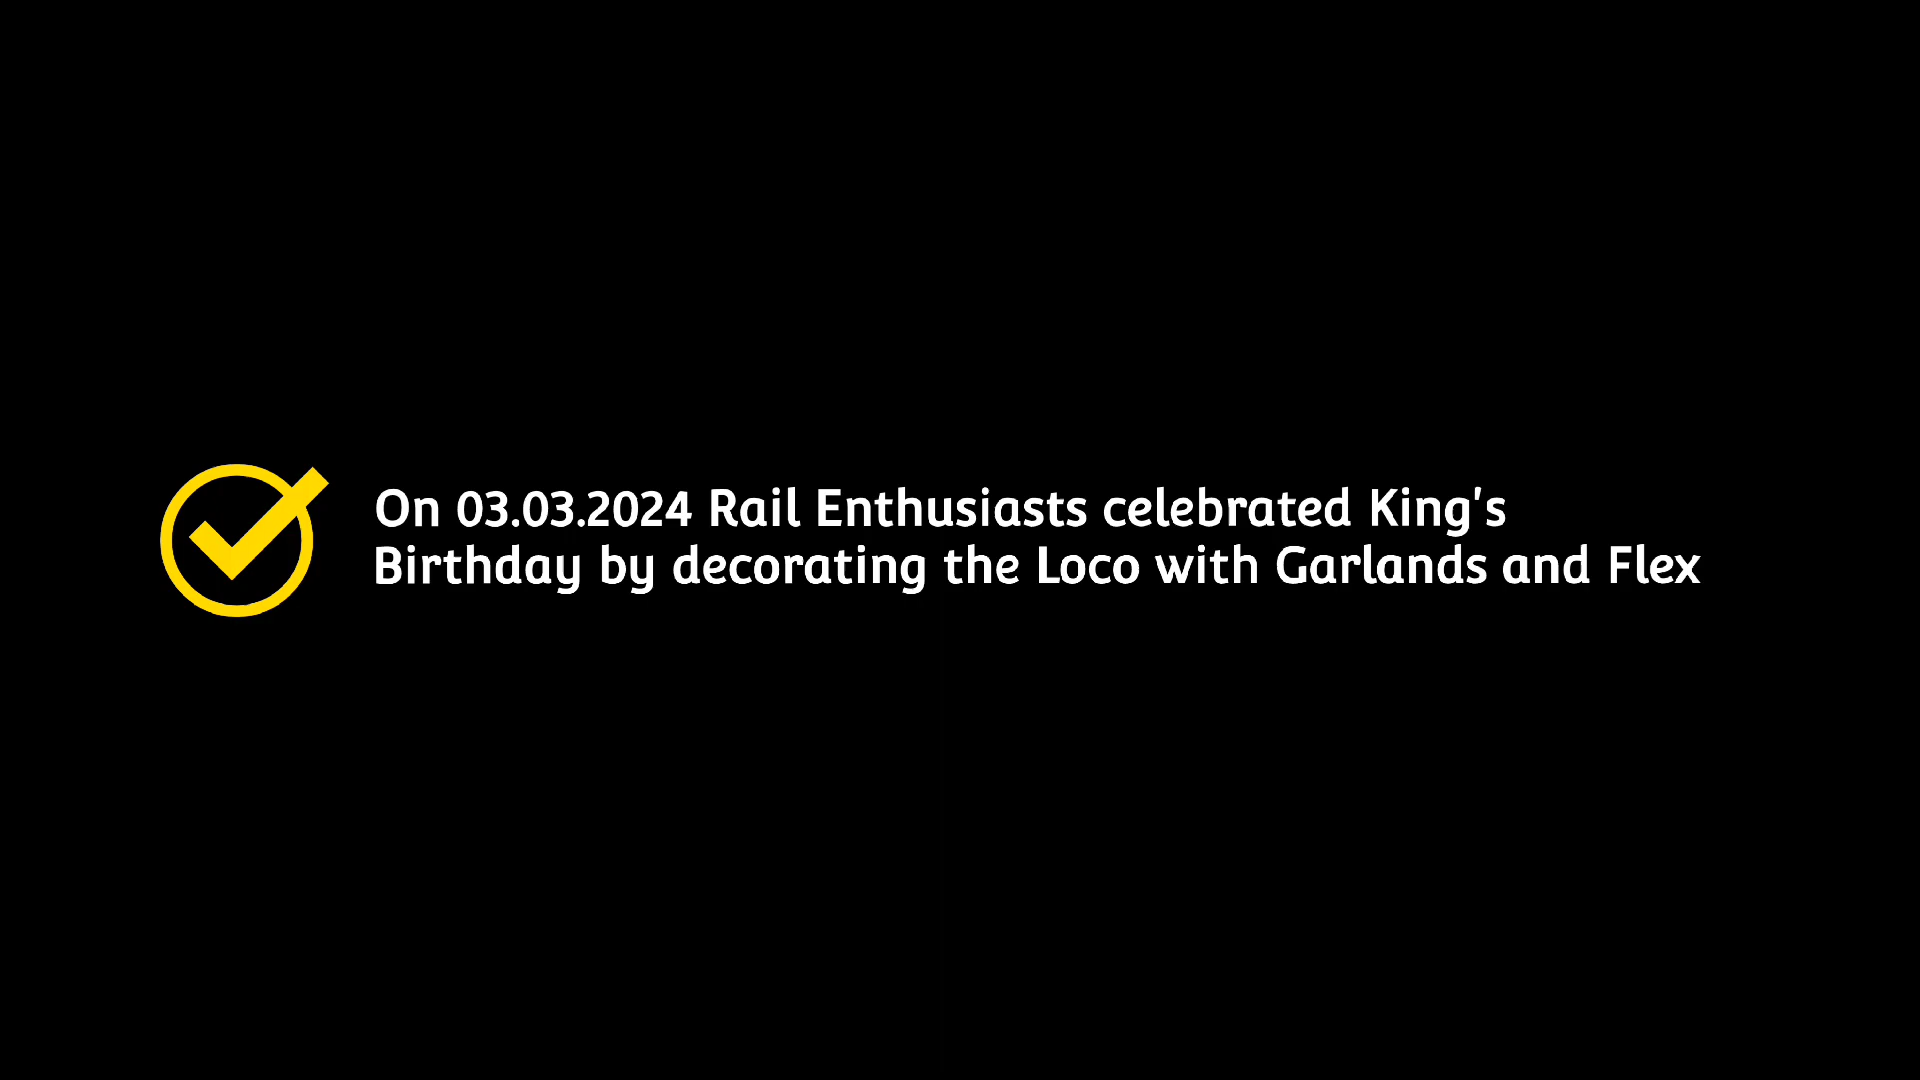 On 03.03.2024 Rail Enthusiasts celebrated King's
Birthday by decorating the Loco with Garlands and Flex